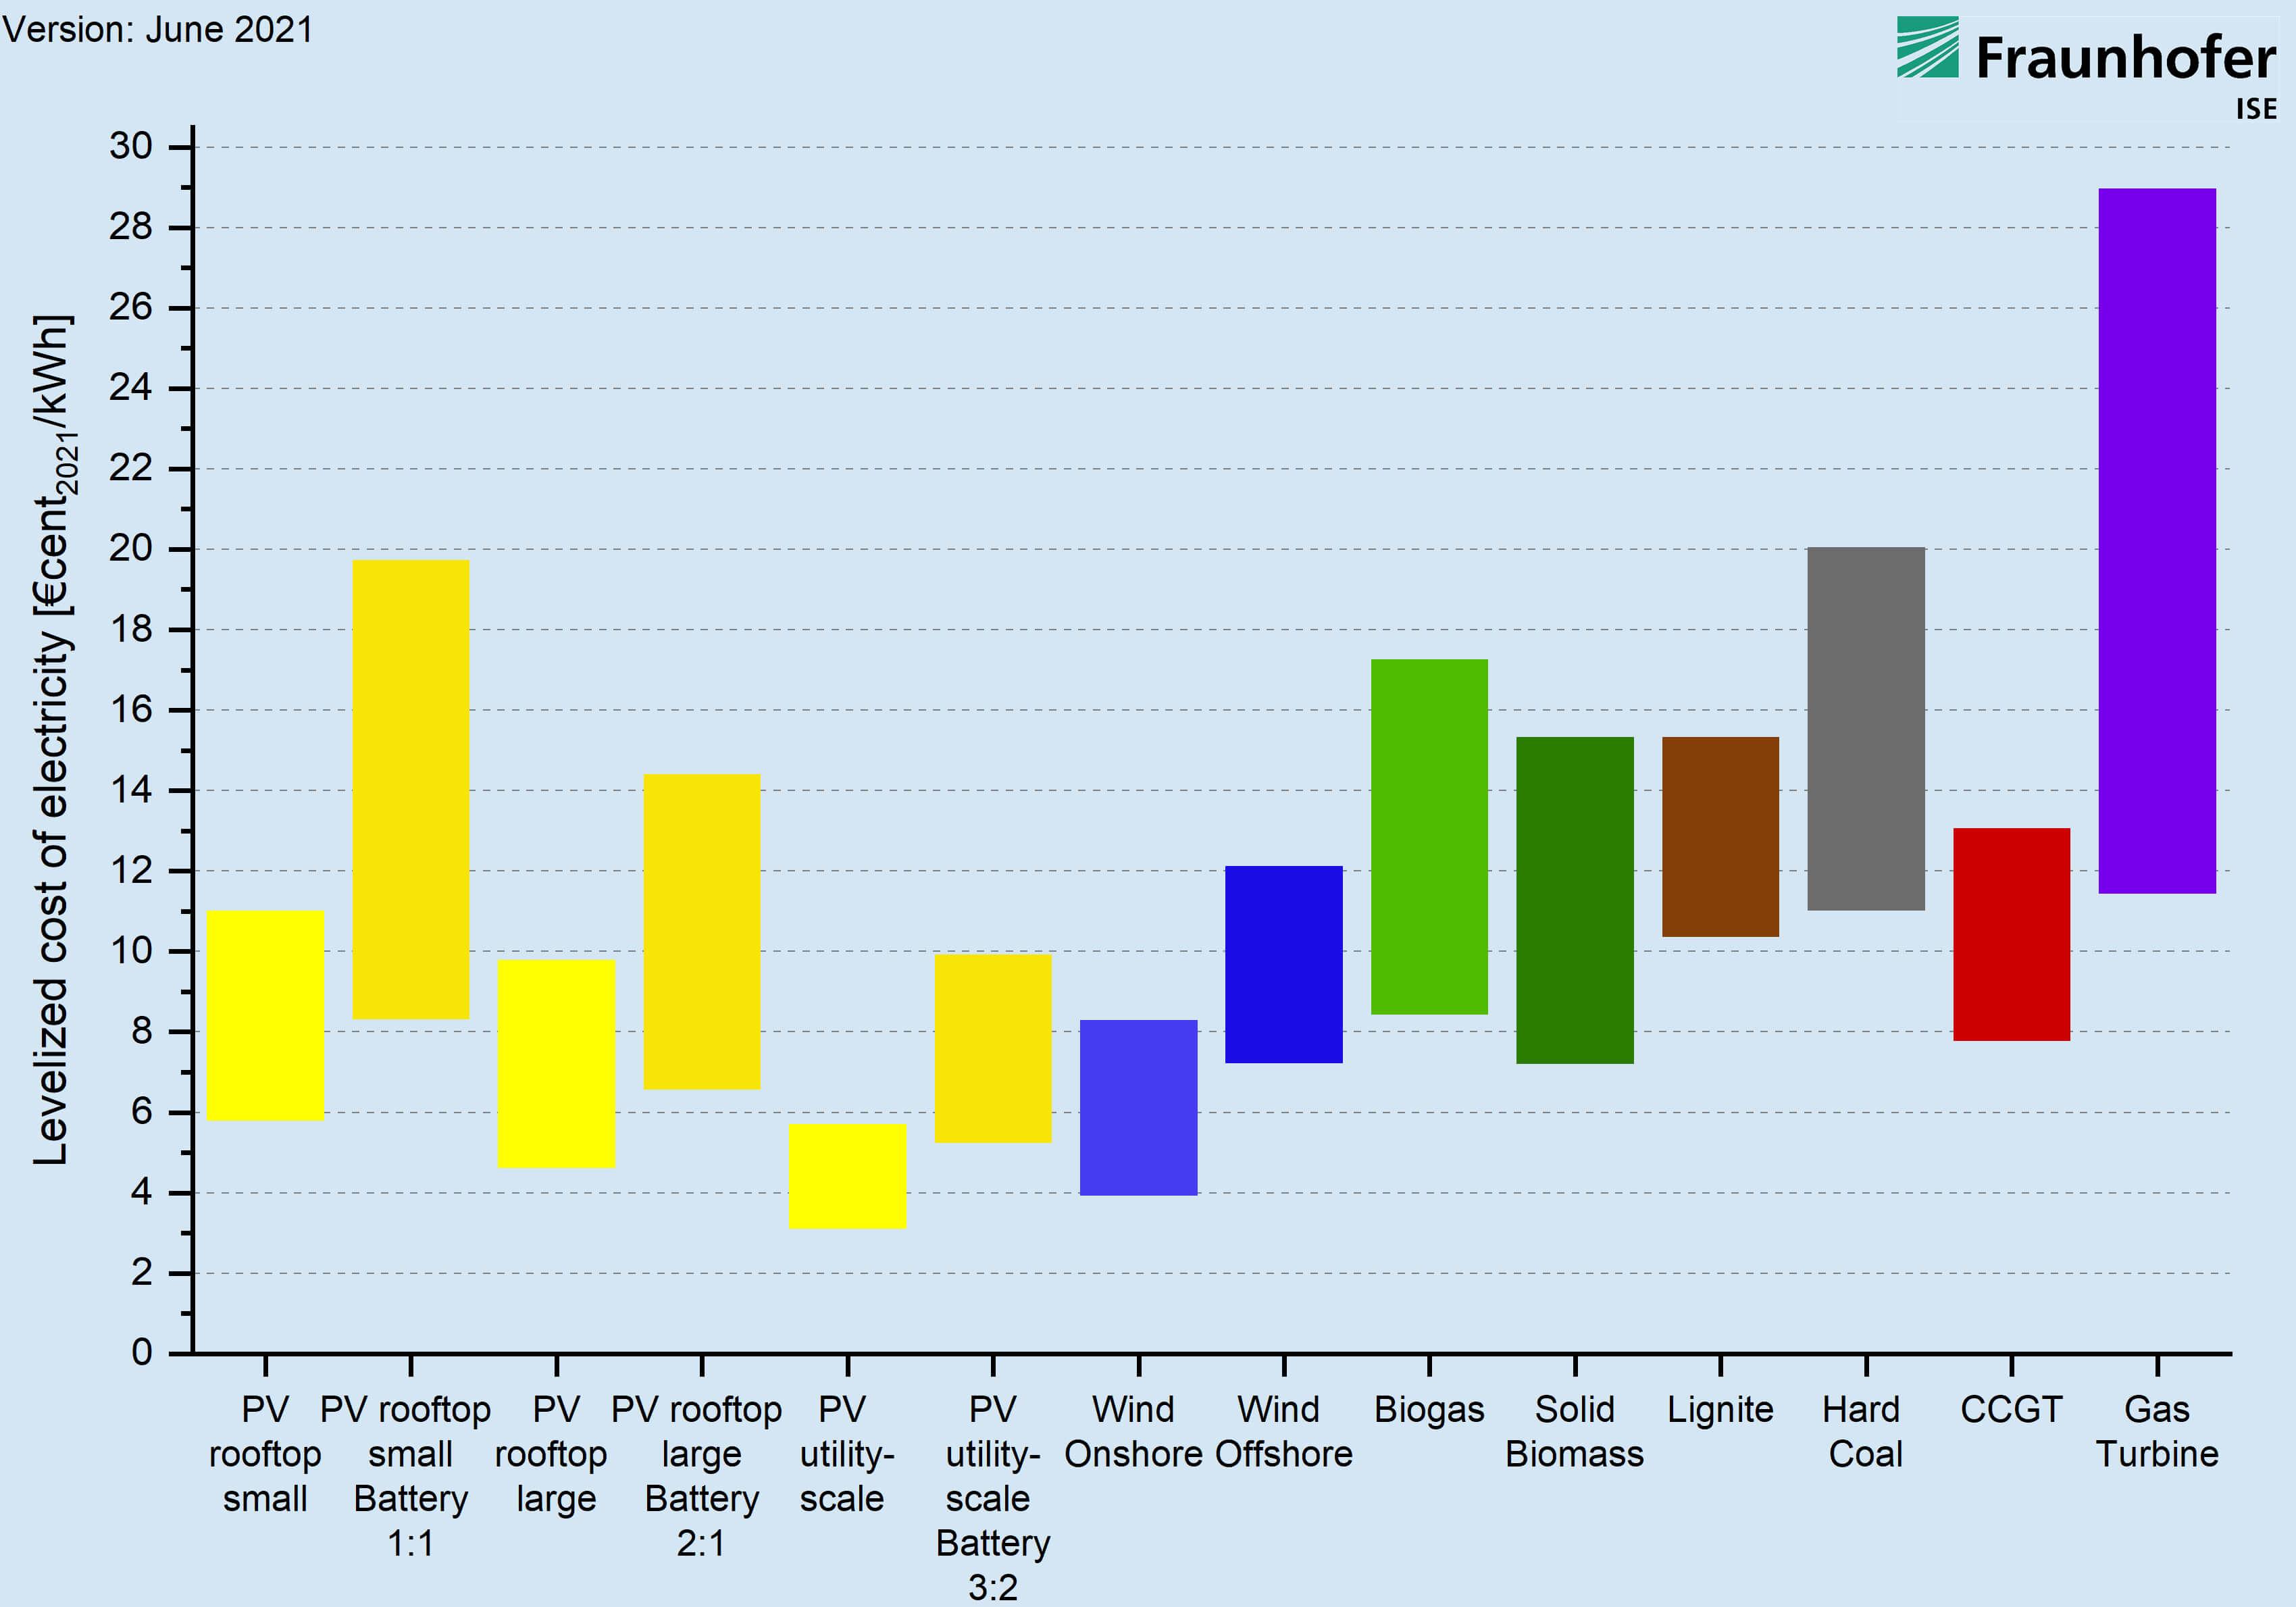 Version: June 2021
Fraunhofer
ISE
Levelized cost of electricity [€cent2021/kWh]
30
28
26
24
22
20
18
16
14
12
10
8
6
4
2
0
PV
rooftop
small
PV rooftop
small
Battery
1:1
PV
rooftop
large
PV rooftop
large
Battery
2:1
PV
utility-
scale
PV
utility-
scale
Battery
3:2
Wind
Onshore
Wind
Offshore
Biogas
Solid
Biomass
Lignite
Hard
Coal
CCGT
Gas
Turbine